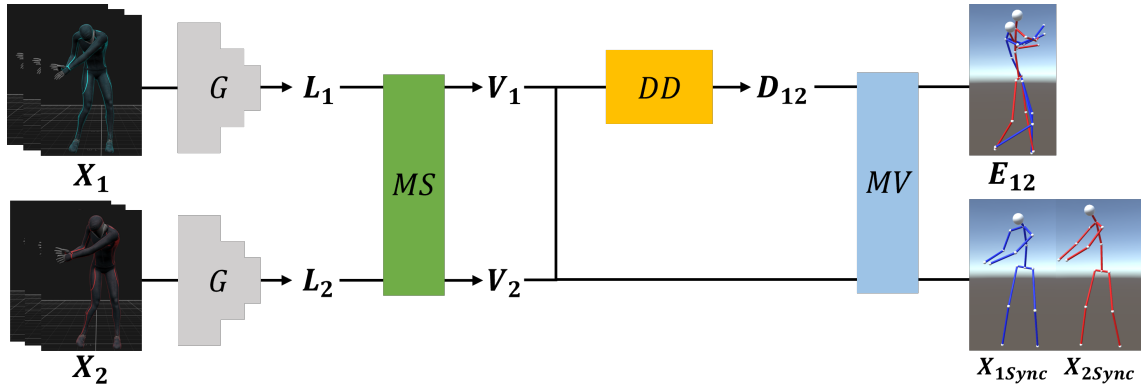 X₁
G
L₁
MS
V₁
DD
D₁₂
MV
E₁₂
X₂
G
L₂
V₂
X₁Sync
X₂Sync